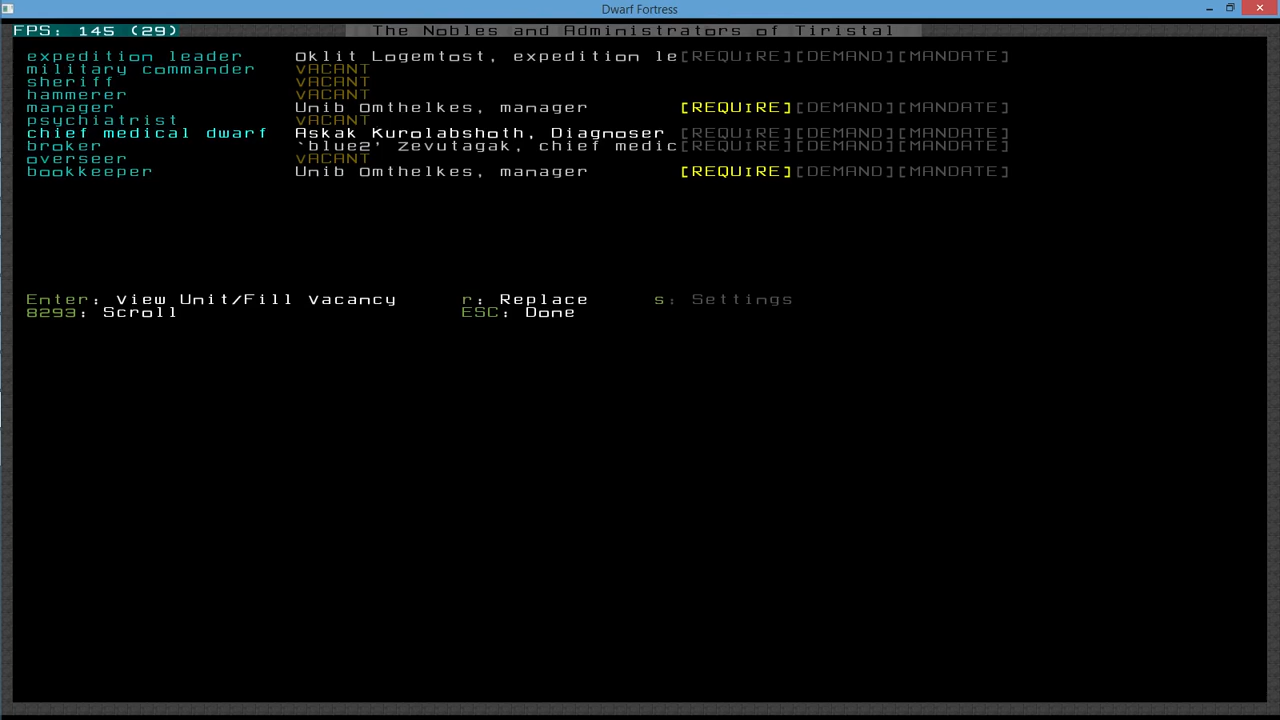 Dwarf Fortress
FPS: 145 (29) The Nobles and Administrators of Tiristal
expedition leader Oklit Logemtost, expedition le[REQUIRE][DEMAND][MANDATE]
military commander VACANT
sheriff VACANT
hammerer VACANT
manager Unib Omthelkes, manager [REQUIRE][DEMAND][MANDATE]
psychiatrist VACANT
chief medical dwarf Askak Kurolabshoth, Diagnoser [REQUIRE][DEMAND][MANDATE]
broker `blue2' Zevutagak, chief medic[REQUIRE][DEMAND][MANDATE]
overseer VACANT
bookkeeper Unib Omthelkes, manager [REQUIRE][DEMAND][MANDATE]
Enter: View Unit/Fill Vacancy r: Replace s: Settings
8293: Scroll ESC: Done